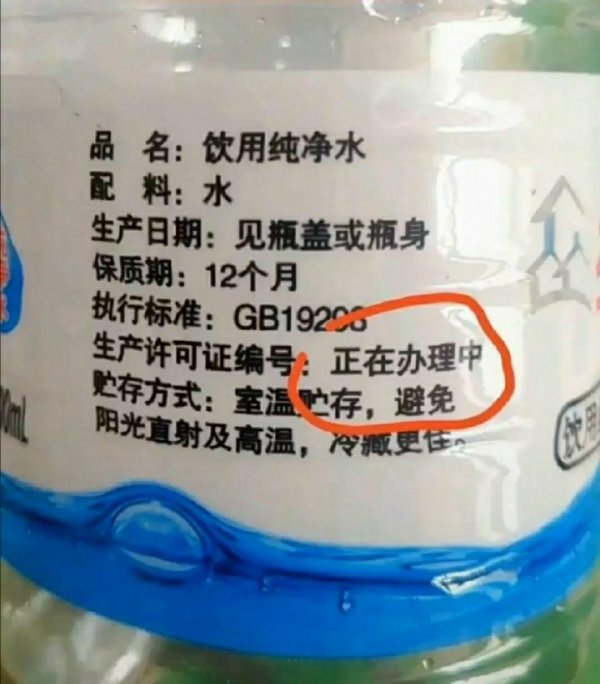 品 名：饮用纯净水
配 料：水
生产日期：见瓶盖或瓶身
保质期：12个月
执行标准：GB19298
生产许可证编号：正在办理中
贮存方式：室温贮存，避免
阳光直射及高温，冷藏更佳。
0mL
饮用